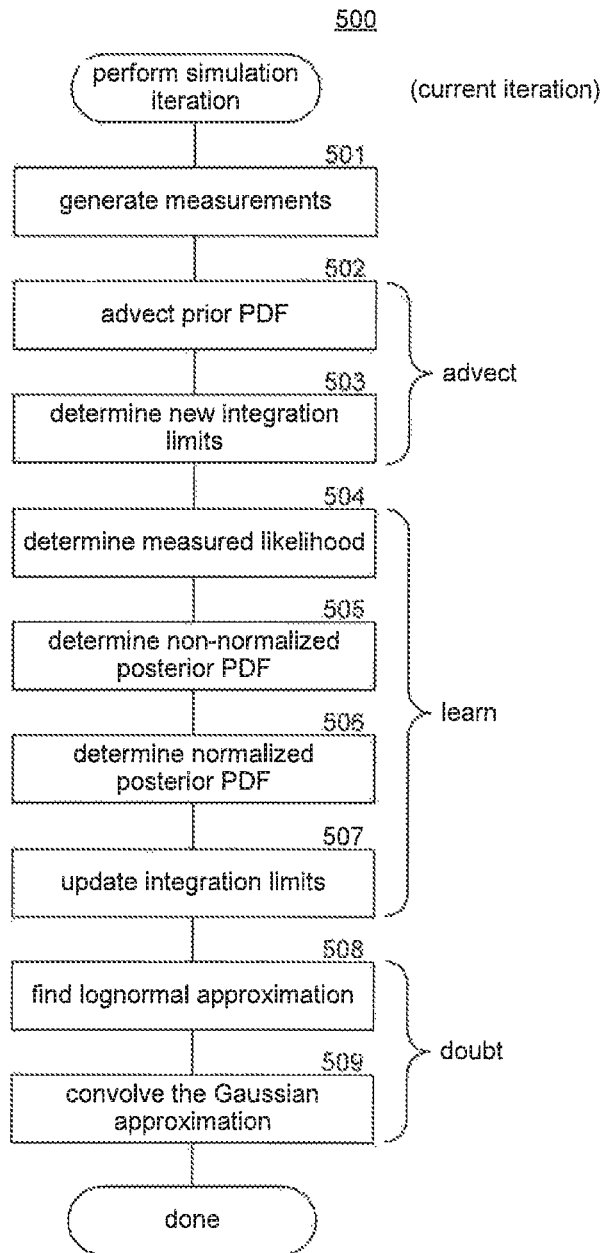 500
perform simulation
iteration
(current iteration)
501
generate measurements
502
advect prior PDF
503
determine new integration
limits
advect
504
determine measured likelihood
505
determine non-normalized
posterior PDF
506
determine normalized
posterior PDF
learn
507
update integration limits
508
find lognormal approximation
509
convolve the Gaussian
approximation
doubt
done